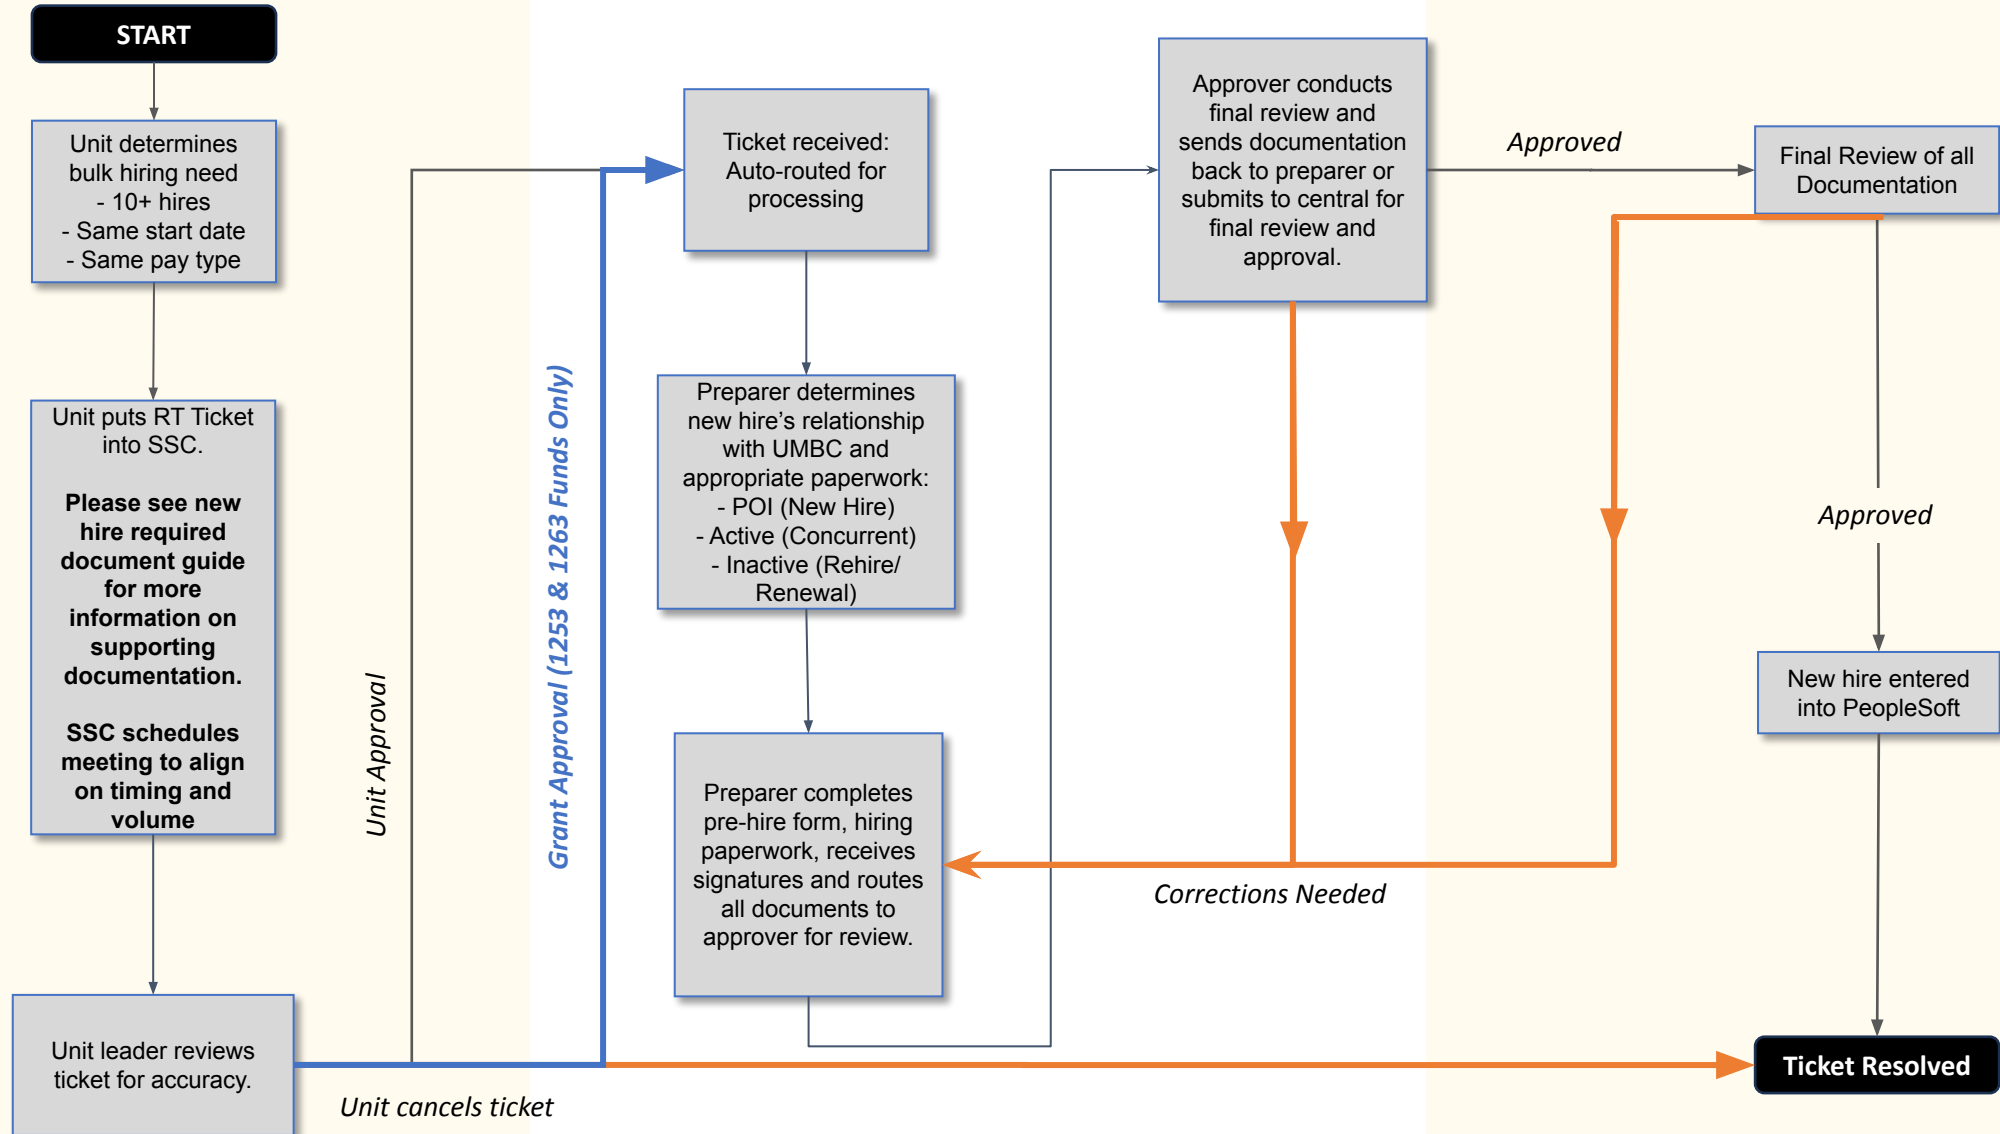 START
Unit determines
bulk hiring need
- 10+ hires
- Same start date
- Same pay type
Unit puts RT Ticket
into SSC.
Please see new
hire required
document guide
for more
information on
supporting
documentation.
SSC schedules
meeting to align
on timing and
volume
Unit leader reviews
ticket for accuracy.
Unit Approval
Unit cancels ticket
Grant Approval (1253 & 1263 Funds Only)
Ticket received:
Auto-routed for
processing
Preparer determines
new hire’s relationship
with UMBC and
appropriate paperwork:
- POI (New Hire)
- Active (Concurrent)
- Inactive (Rehire/
Renewal)
Preparer completes
pre-hire form, hiring
paperwork, receives
signatures and routes
all documents to
approver for review.
Approver conducts
final review and
sends documentation
back to preparer or
submits to central for
final review and
approval.
Corrections Needed
Approved
Final Review of all
Documentation
Approved
New hire entered
into PeopleSoft
Ticket Resolved